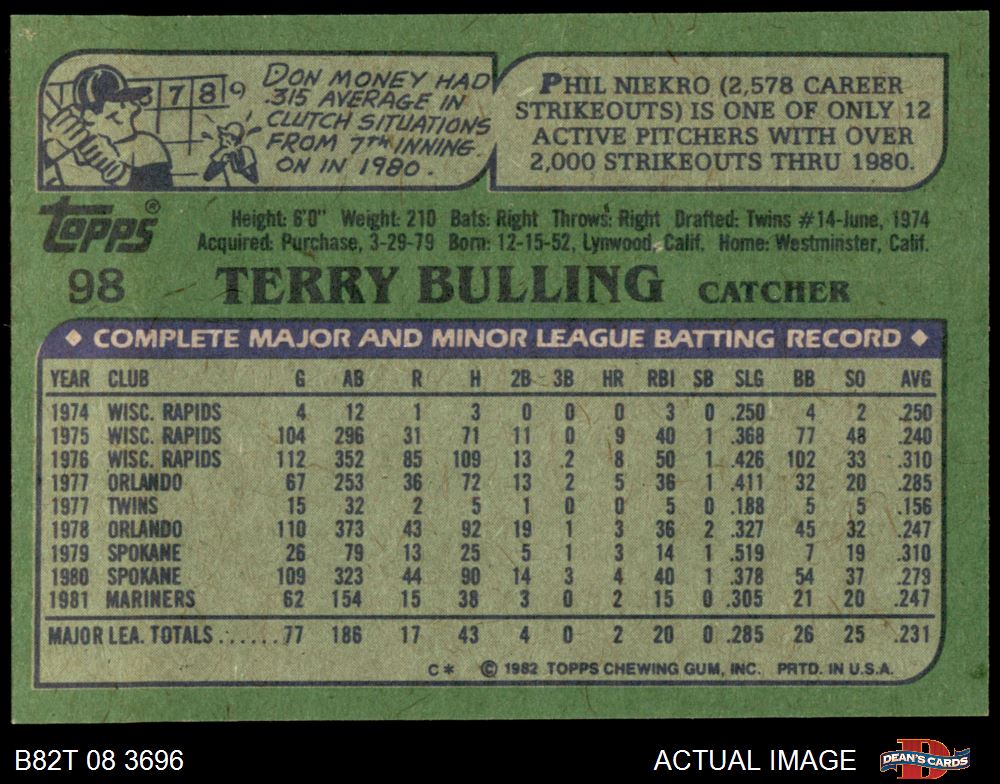 7 8 9
DON MONEY HAD
.315 AVERAGE IN
CLUTCH SITUATIONS
FROM 7TH INNING
ON IN 1980.
PHIL NIEKRO (2,578 CAREER
STRIKEOUTS) IS ONE OF ONLY 12
ACTIVE PITCHERS WITH OVER
2,000 STRIKEOUTS THRU 1980.
topps®
Height: 6'0" Weight: 210 Bats: Right Throws: Right Drafted: Twins #14-June, 1974
Acquired: Purchase, 3-29-79 Born: 12-15-52, Lynwood, Calif. Home: Westminster, Calif.
98 TERRY BULLING CATCHER
◆ COMPLETE MAJOR AND MINOR LEAGUE BATTING RECORD ◆
YEAR CLUB G AB R H 2B 3B HR RBI SB SLG BB SO AVG
1974 WISC. RAPIDS 4 12 1 3 0 0 0 3 0 .250 4 2 .250
1975 WISC. RAPIDS 104 296 31 71 11 0 9 40 1 .368 77 48 .240
1976 WISC. RAPIDS 112 352 85 109 13 2 8 50 1 .426 102 33 .310
1977 ORLANDO 67 253 36 72 13 2 5 36 1 .411 32 20 .285
1977 TWINS 15 32 2 5 1 0 0 5 0 .188 5 5 .156
1978 ORLANDO 110 373 43 92 19 1 3 36 2 .327 45 32 .247
1979 SPOKANE 26 79 13 25 5 1 3 14 1 .519 7 19 .310
1980 SPOKANE 109 323 44 90 14 3 4 40 1 .378 54 37 .279
1981 MARINERS 62 154 15 38 3 0 2 15 0 .305 21 20 .247
MAJOR LEA. TOTALS ......77 186 17 43 4 0 2 20 0 .285 26 25 .231
C* © 1982 TOPPS CHEWING GUM, INC. PRTD. IN U.S.A.
B82T 08 3696 ACTUAL IMAGE D DEAN'S CARDS